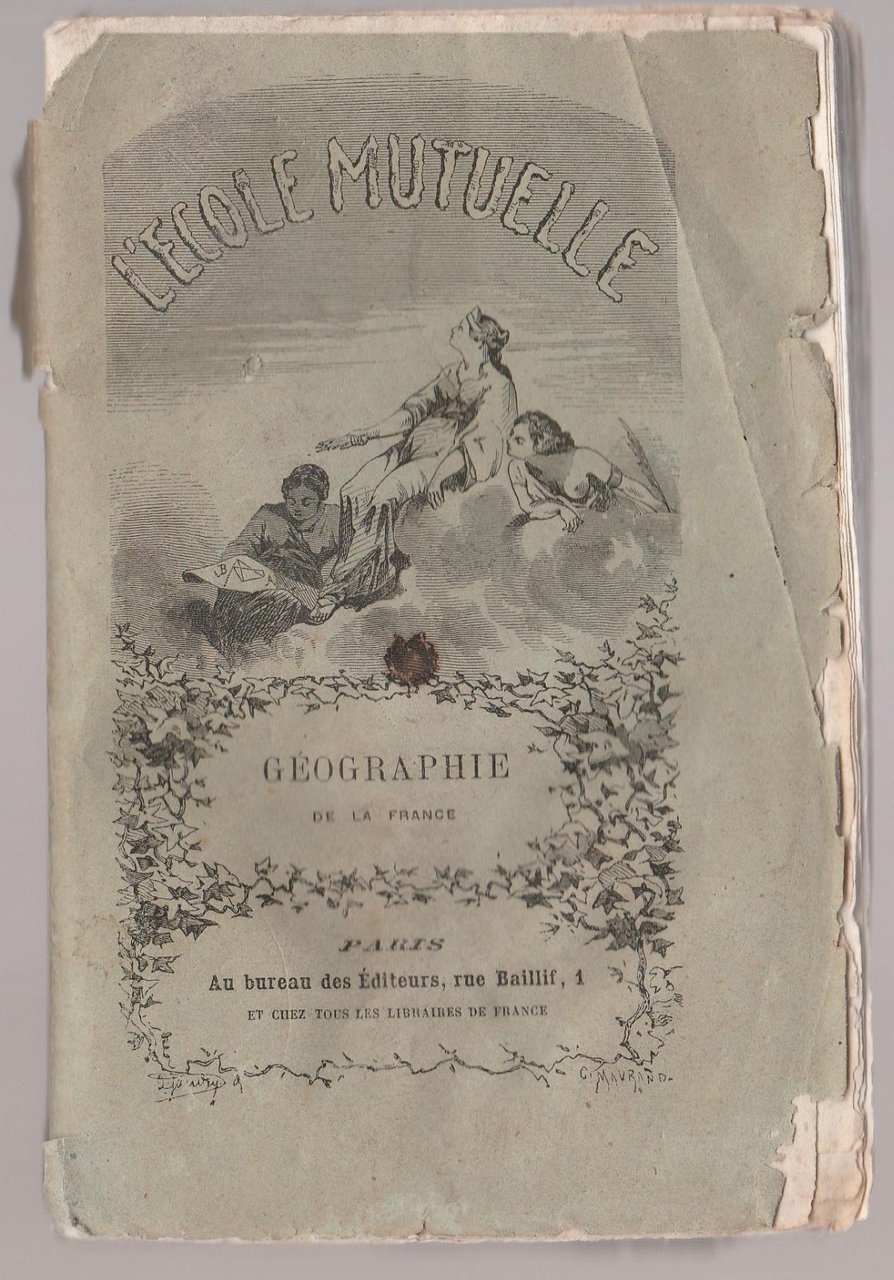 L'ECOLE MUTUELLE
GÉOGRAPHIE
DE LA FRANCE
PARIS
Au bureau des Éditeurs, rue Baillif, 1
ET CHEZ TOUS LES LIBRAIRES DE FRANCE
C. MAURAND.